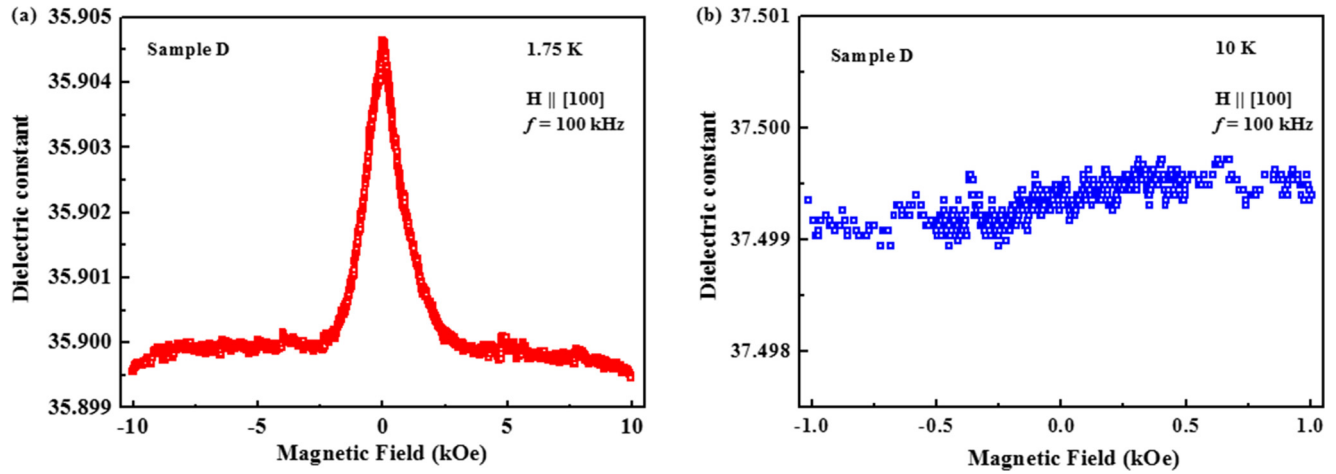 (a)
35.905
35.904
35.903
35.902
35.901
35.900
35.899
Dielectric constant
Sample D
1.75 K
H || [100]
f = 100 kHz
-10
-5
0
5
10
Magnetic Field (kOe)
(b)
37.501
37.500
37.499
37.498
Dielectric constant
Sample D
10 K
H || [100]
f = 100 kHz
-1.0
-0.5
0.0
0.5
1.0
Magnetic Field (kOe)